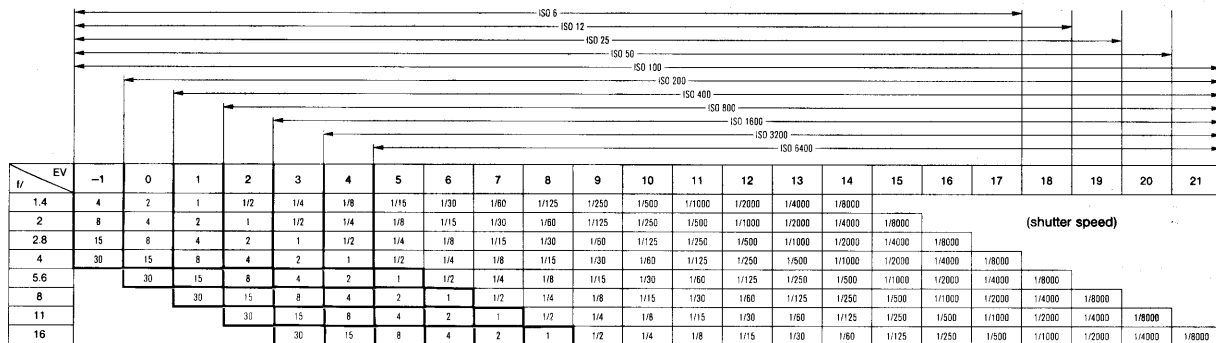 ISO 6
ISO 12
ISO 25
ISO 50
ISO 100
ISO 200
ISO 400
ISO 800
ISO 1600
ISO 3200
ISO 6400
f/ EV -1 0 1 2 3 4 5 6 7 8 9 10 11 12 13 14 15 16 17 18 19 20 21
1.4 4 2 1 1/2 1/4 1/8 1/15 1/30 1/60 1/125 1/250 1/500 1/1000 1/2000 1/4000 1/8000
2 8 4 2 1 1/2 1/4 1/8 1/15 1/30 1/60 1/125 1/250 1/500 1/1000 1/2000 1/4000 1/8000 (shutter speed)
2.8 15 8 4 2 1 1/2 1/4 1/8 1/15 1/30 1/60 1/125 1/250 1/500 1/1000 1/2000 1/4000 1/8000
4 30 15 8 4 2 1 1/2 1/4 1/8 1/15 1/30 1/60 1/125 1/250 1/500 1/1000 1/2000 1/4000 1/8000
5.6 30 15 8 4 2 1 1/2 1/4 1/8 1/15 1/30 1/60 1/125 1/250 1/500 1/1000 1/2000 1/4000 1/8000
8 30 15 8 4 2 1 1/2 1/4 1/8 1/15 1/30 1/60 1/125 1/250 1/500 1/1000 1/2000 1/4000 1/8000
11 30 15 8 4 2 1 1/2 1/4 1/8 1/15 1/30 1/60 1/125 1/250 1/500 1/1000 1/2000 1/4000 1/8000
16 30 15 8 4 2 1 1/2 1/4 1/8 1/15 1/30 1/60 1/125 1/250 1/500 1/1000 1/2000 1/4000 1/8000